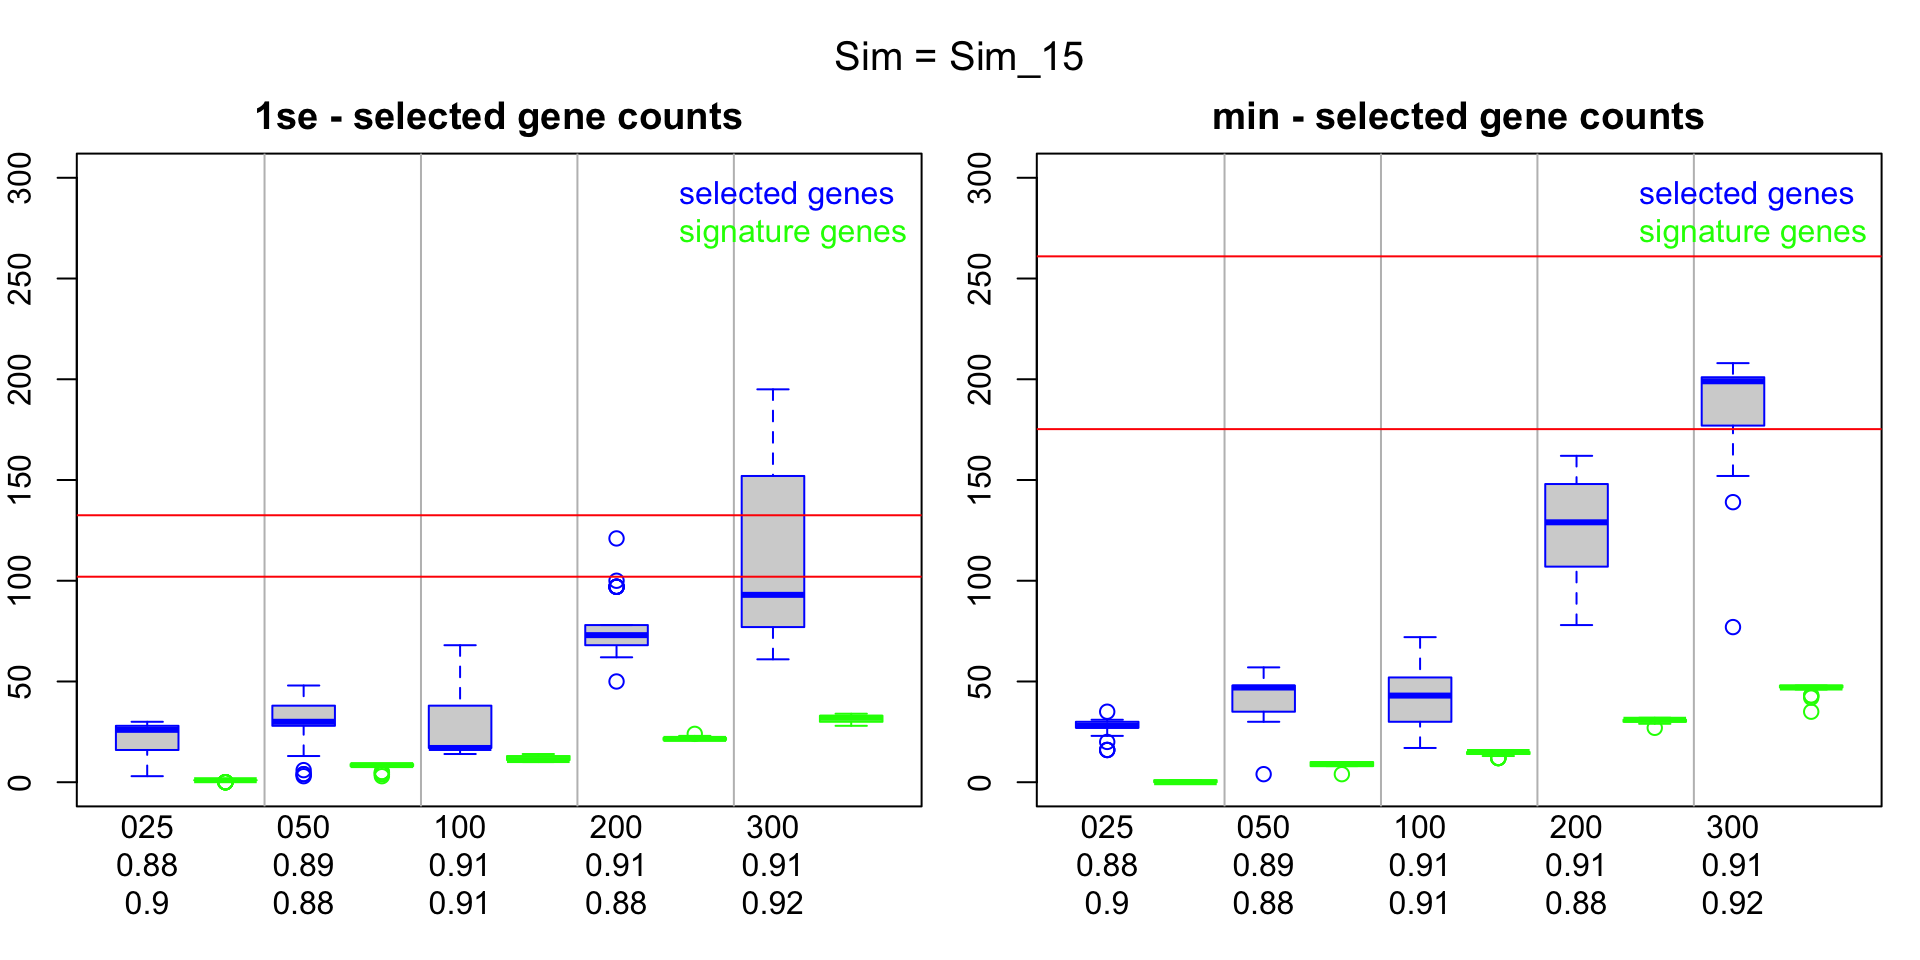 Sim = Sim_15
1se - selected gene counts
selected genes
signature genes
300
250
200
150
100
50
0
025 050 100 200 300
0.88 0.89 0.91 0.91 0.91
0.9 0.88 0.91 0.88 0.92
min - selected gene counts
selected genes
signature genes
300
250
200
150
100
50
0
025 050 100 200 300
0.88 0.89 0.91 0.91 0.91
0.9 0.88 0.91 0.88 0.92